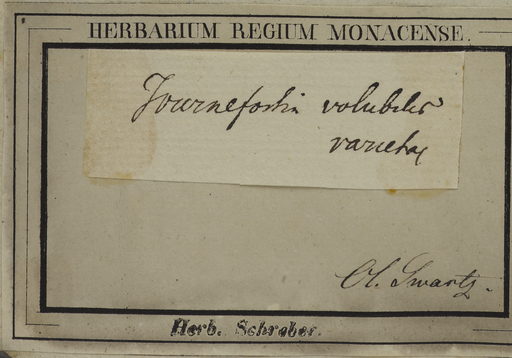 HERBARIUM REGIUM MONACENSE.
Tournefortia volubilis
varietas
Ol. Swartz.
Herb. Schreber.